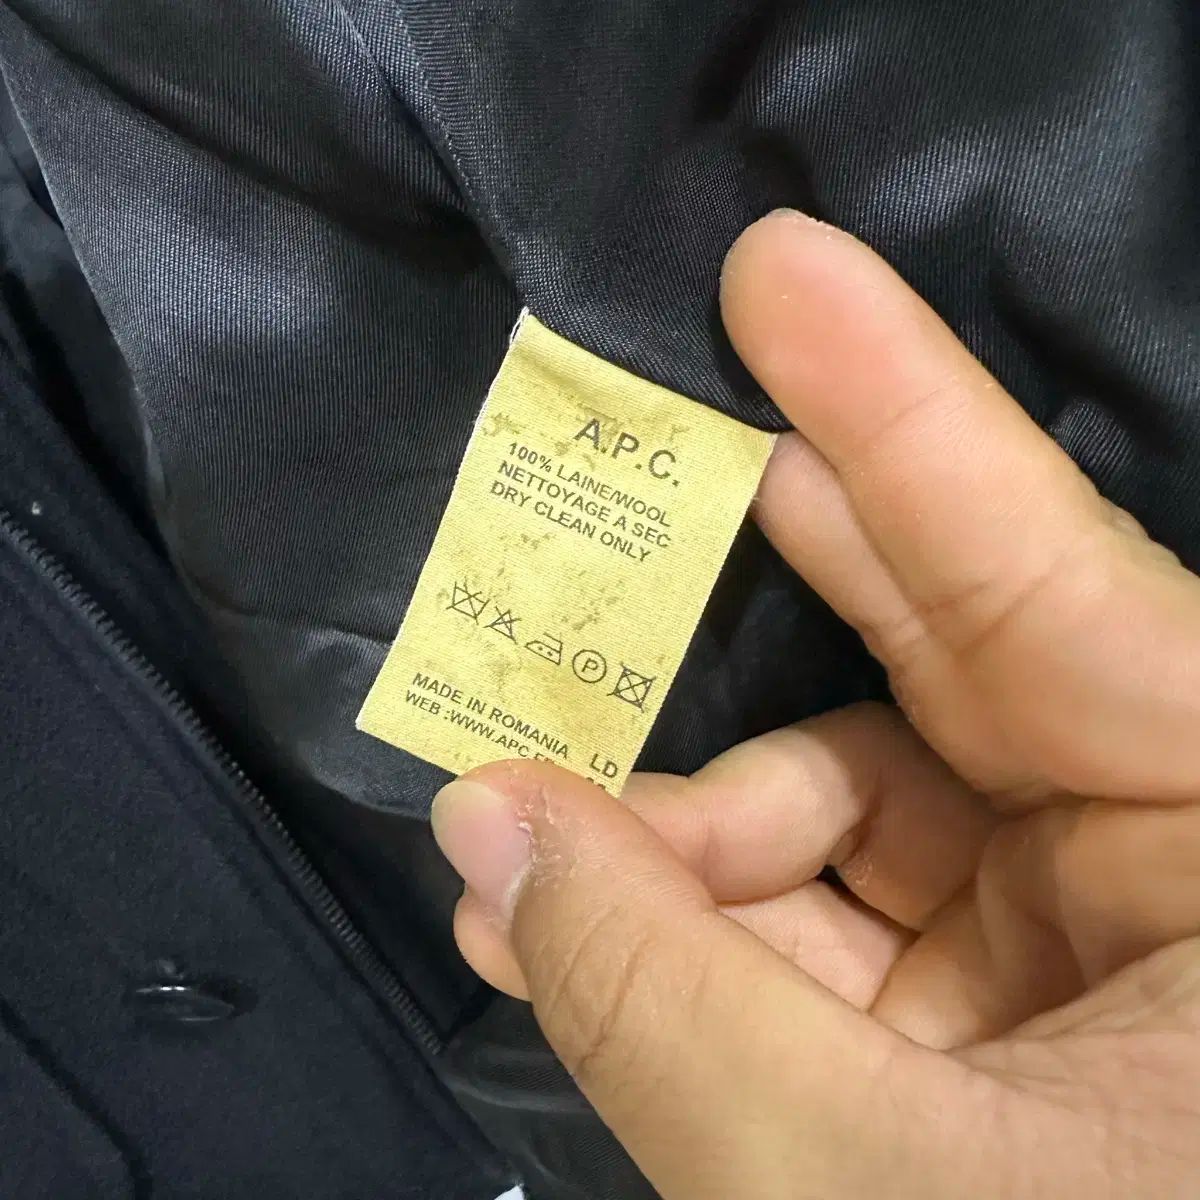 A.P.C.
100% LAINE/WOOL
NETTOYAGE A SEC
DRY CLEAN ONLY
P
MADE IN ROMANIA LD
WEB :WWW.APC.